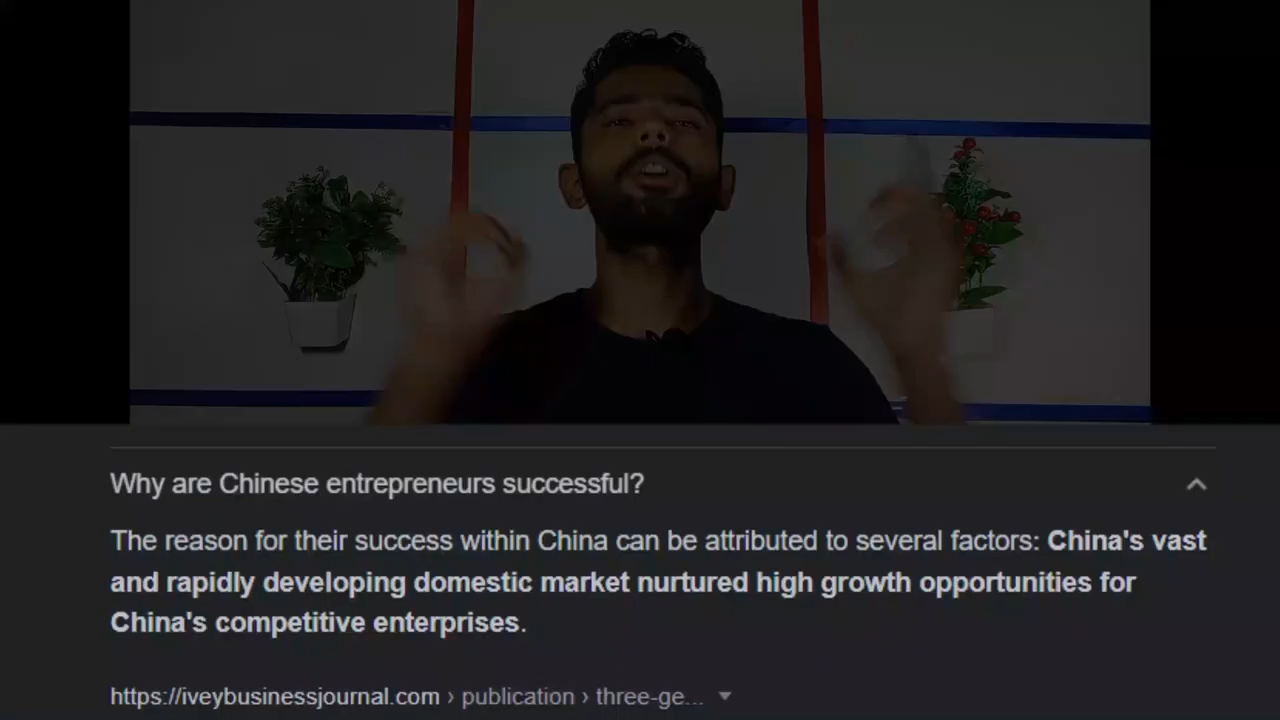 Why are Chinese entrepreneurs successful?
The reason for their success within China can be attributed to several factors: China's vast
and rapidly developing domestic market nurtured high growth opportunities for
China's competitive enterprises.
https://iveybusinessjournal.com › publication › three-ge...